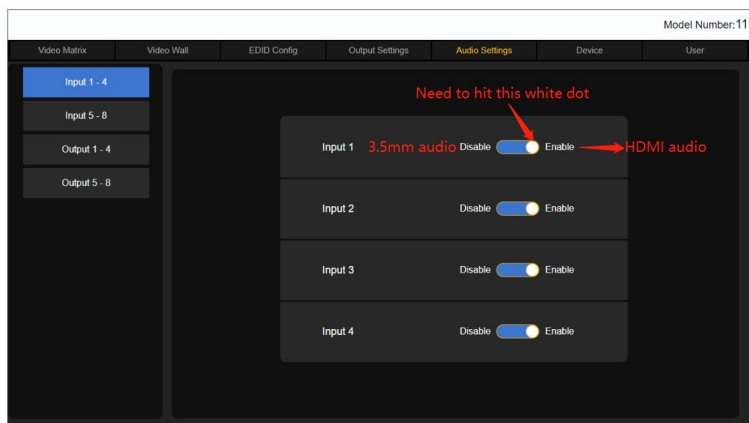 Model Number:11
Video Matrix Video Wall EDID Config Output Settings Audio Settings Device User
Input 1 - 4
Input 5 - 8
Output 1 - 4
Output 5 - 8
Need to hit this white dot
Input 1 3.5mm audio Disable Enable HDMI audio
Input 2 Disable Enable
Input 3 Disable Enable
Input 4 Disable Enable